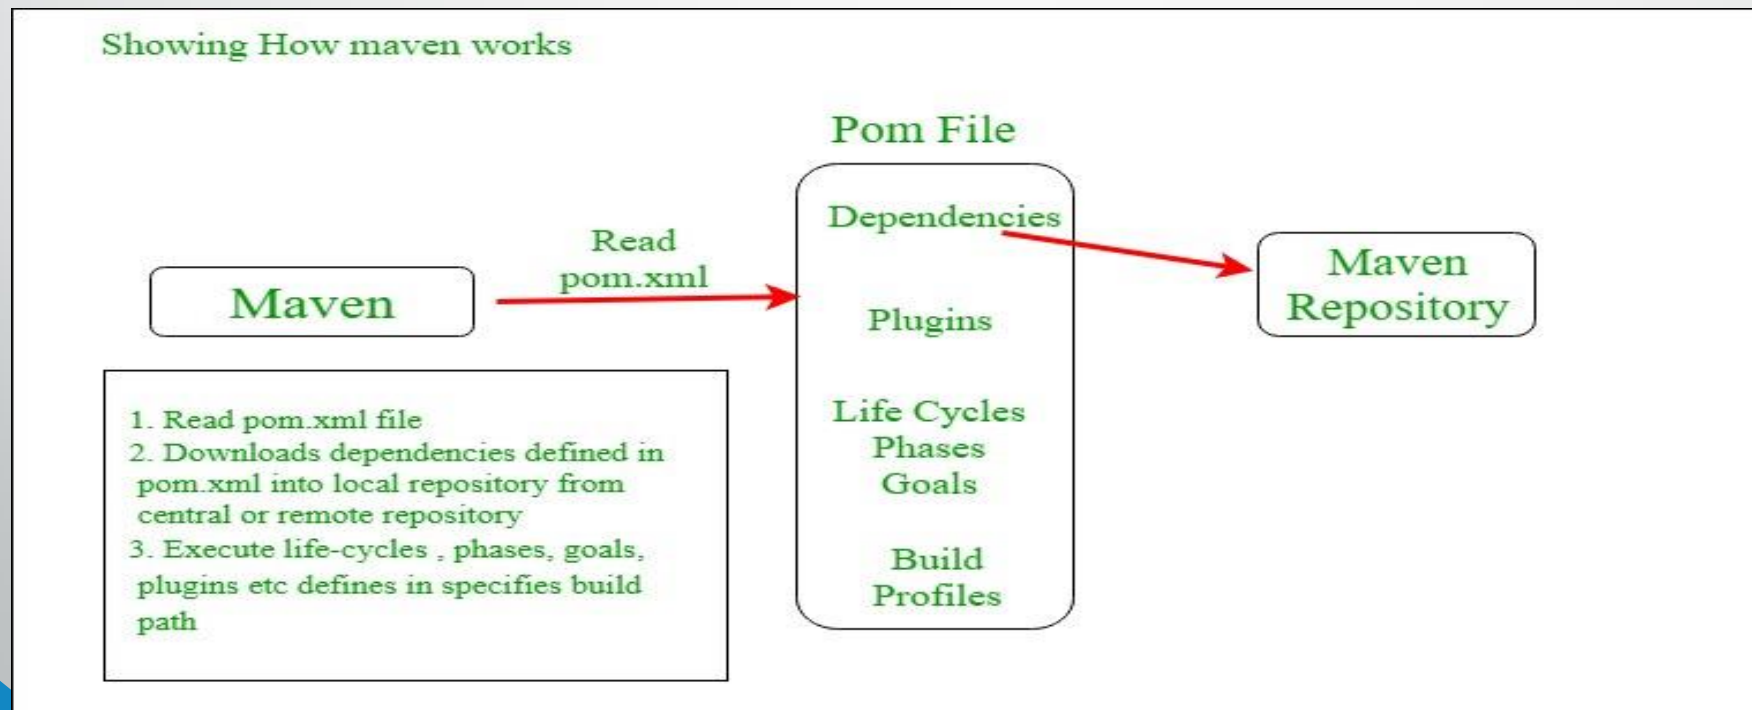 Showing How maven works
Pom File
Dependencies
Read
pom.xml
Maven
Repository
Maven
Plugins
Life Cycles
Phases
Goals
Build
Profiles
1. Read pom.xml file
2. Downloads dependencies defined in
pom.xml into local repository from
central or remote repository
3. Execute life-cycles , phases, goals,
plugins etc defines in specifies build
path